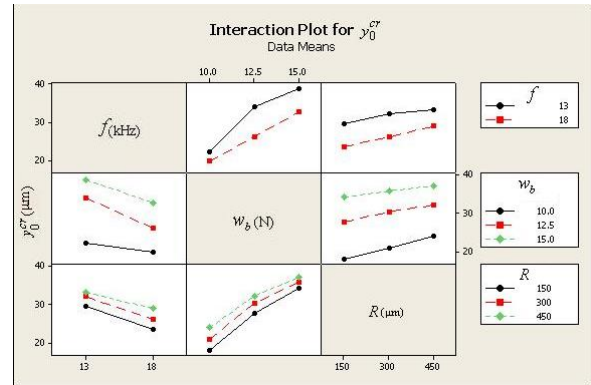 Interaction Plot for y₀ᶜʳ
Data Means
10.0 12.5 15.0
40
30
20
f (kHz)
f
13
18
y₀ᶜʳ (μm)
w_b (N)
40
30
20
w_b
10.0
12.5
15.0
40
30
20
R (μm)
R
150
300
450
13 18
150 300 450